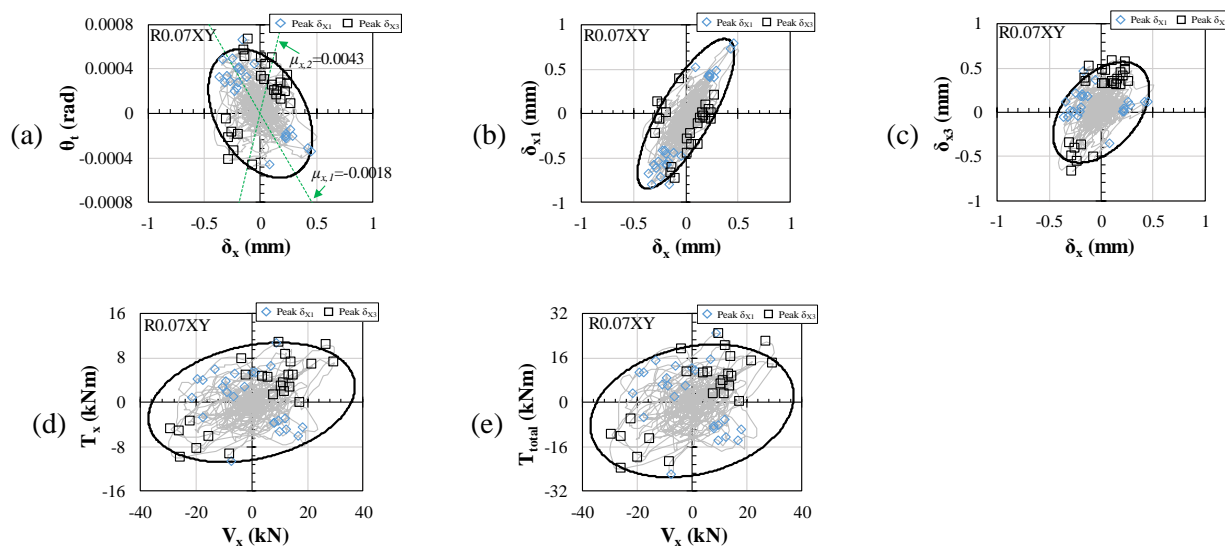 (a)
R0.07XY
Peak δX1 Peak δX3
0.0008
0.0004
0
-0.0004
-0.0008
θt (rad)
μx,2=0.0043
μx,1=-0.0018
-1 -0.5 0 0.5 1
δx (mm)
(b)
R0.07XY
Peak δX1 Peak δX3
1
0.5
0
-0.5
-1
δx1 (mm)
-1 -0.5 0 0.5 1
δx (mm)
(c)
R0.07XY
Peak δX1 Peak δX
1
0.5
0
-0.5
-1
δx3 (mm)
-1 -0.5 0 0.5 1
δx (mm)
(d)
R0.07XY
Peak δX1 Peak δX3
16
8
0
-8
-16
Tx (kNm)
-40 -20 0 20 40
Vx (kN)
(e)
R0.07XY
Peak δX1 Peak δX3
32
16
0
-16
-32
Ttotal (kNm)
-40 -20 0 20 40
Vx (kN)